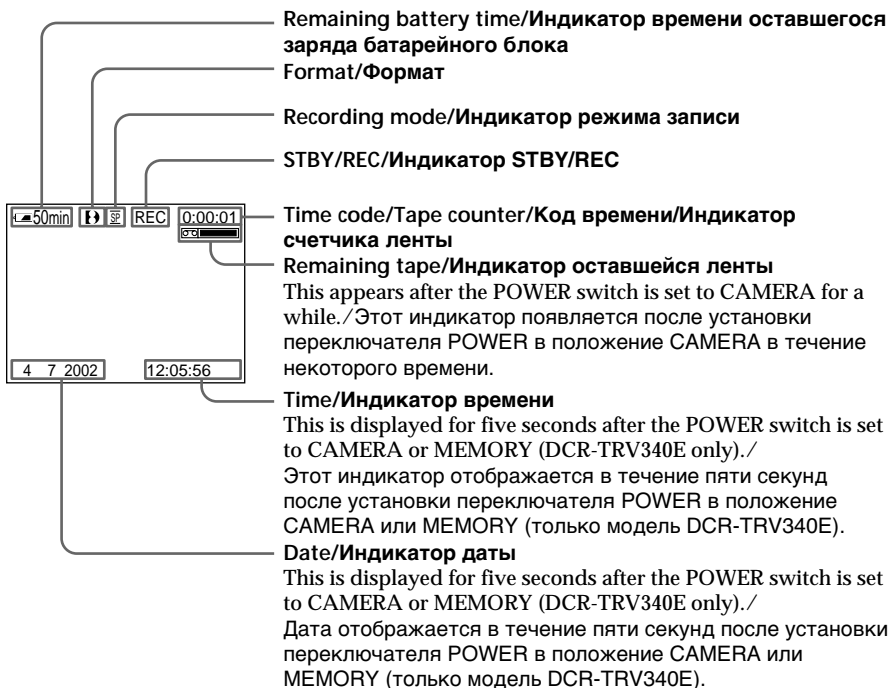 Remaining battery time/Индикатор времени оставшегося
заряда батарейного блока
Format/Формат
Recording mode/Индикатор режима записи
STBY/REC/Индикатор STBY/REC
50min SP REC 0:00:01
Time code/Tape counter/Код времени/Индикатор
счетчика ленты
Remaining tape/Индикатор оставшейся ленты
This appears after the POWER switch is set to CAMERA for a
while./Этот индикатор появляется после установки
переключателя POWER в положение CAMERA в течение
некоторого времени.
4 7 2002 12:05:56
Time/Индикатор времени
This is displayed for five seconds after the POWER switch is set
to CAMERA or MEMORY (DCR-TRV340E only)./
Этот индикатор отображается в течение пяти секунд
после установки переключателя POWER в положение
CAMERA или MEMORY (только модель DCR-TRV340E).
Date/Индикатор даты
This is displayed for five seconds after the POWER switch is set
to CAMERA or MEMORY (DCR-TRV340E only)./
Дата отображается в течение пяти секунд после установки
переключателя POWER в положение CAMERA или
MEMORY (только модель DCR-TRV340E).